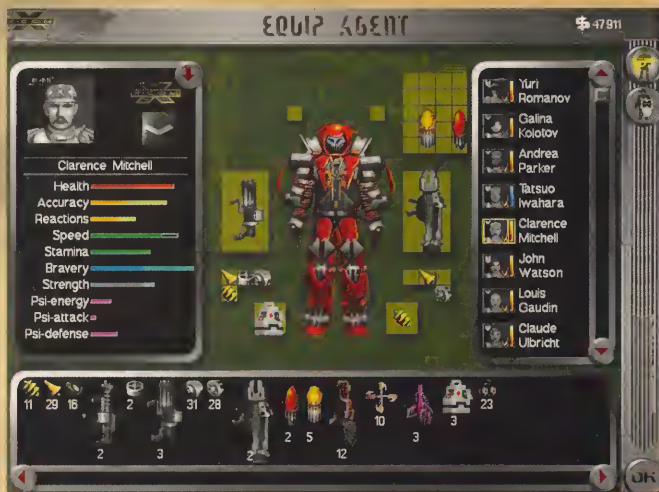 EQUIP AGENT
$47911
Clarence Mitchell
Health
Accuracy
Reactions
Speed
Stamina
Bravery
Strength
Psi-energy
Psi-attack
Psi-defense
Yuri
Romanov
Galina
Kolotov
Andrea
Parker
Tatsuo
Iwahara
Clarence
Mitchell
John
Watson
Louis
Gaudin
Claude
Ulbricht
11 29 16 2 31 28
2 3 2 2 5 12 10 3 3 23
OK